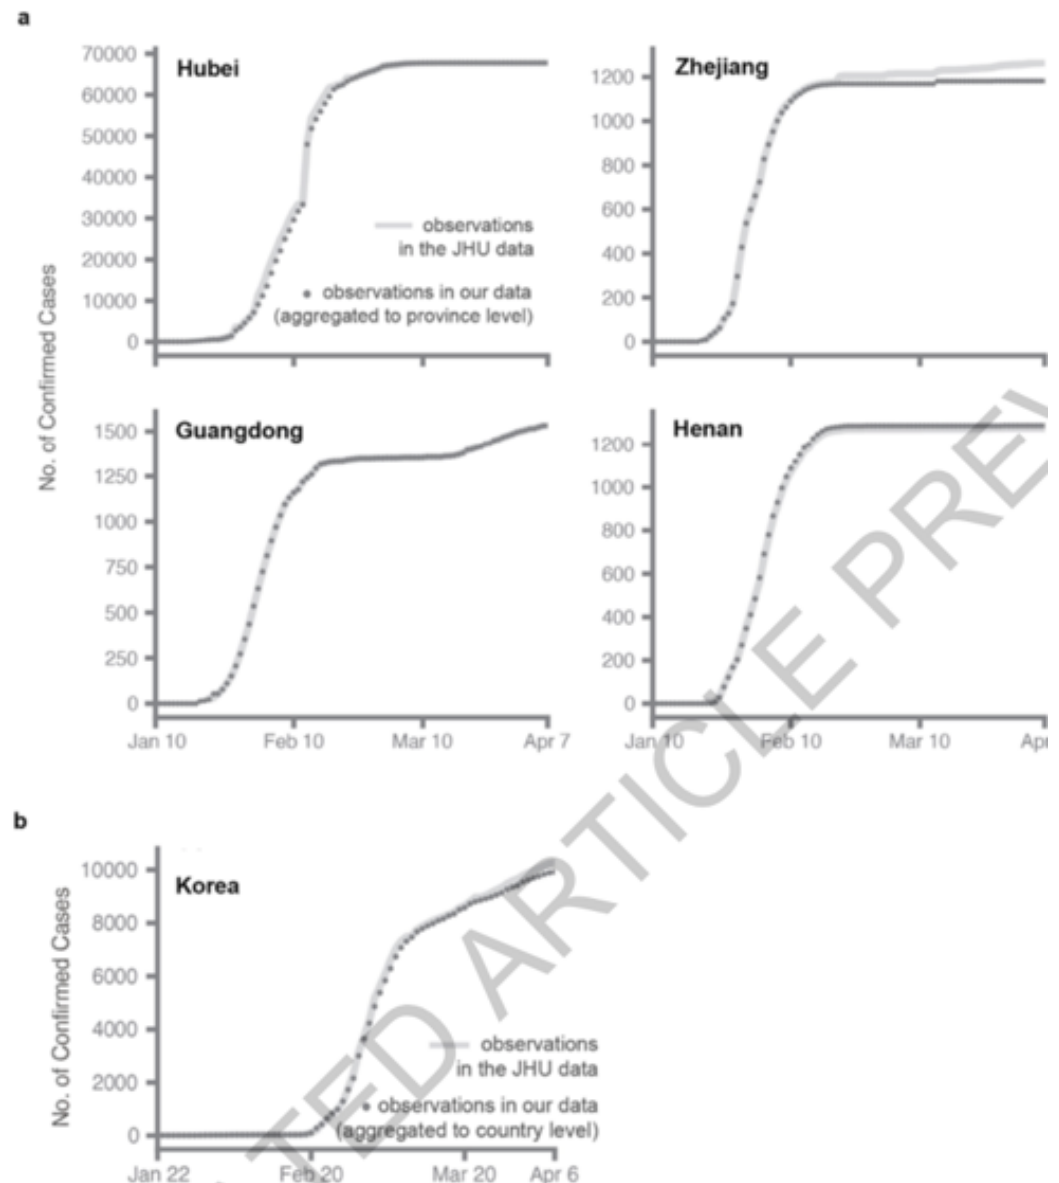 a
Hubei
70000
60000
50000
40000
30000
20000
10000
0
observations
in the JHU data
observations in our data
(aggregated to province level)
Zhejiang
1200
1000
800
600
400
200
0
No. of Confirmed Cases
Guangdong
1500
1250
1000
750
500
250
0
Jan 10
Feb 10
Mar 10
Apr 7
Henan
1200
1000
800
600
400
200
0
Jan 10
Feb 10
Mar 10
b
Korea
No. of Confirmed Cases
10000
8000
6000
4000
2000
0
observations
in the JHU data
observations in our data
(aggregated to country level)
Jan 22
Feb 20
Mar 20
Apr 6
ARTICLE